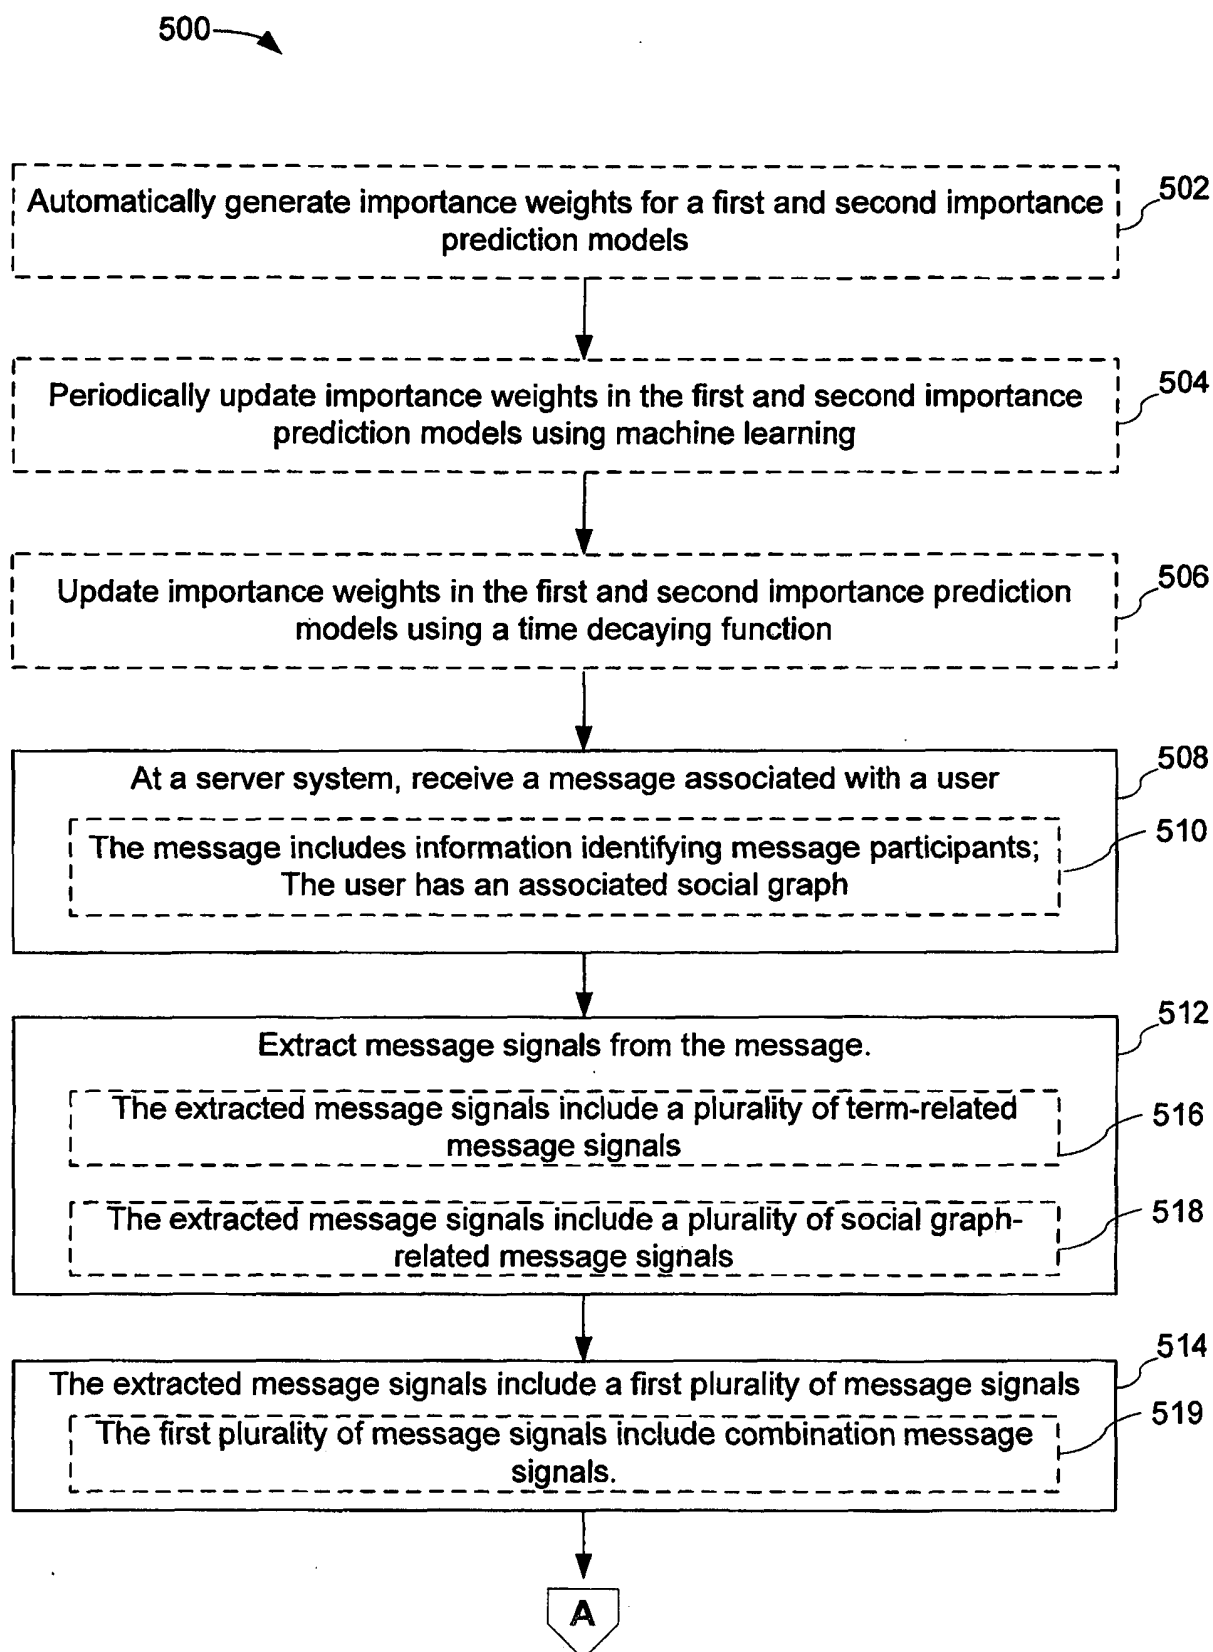 500
Automatically generate importance weights for a first and second importance
prediction models
502
Periodically update importance weights in the first and second importance
prediction models using machine learning
504
Update importance weights in the first and second importance prediction
models using a time decaying function
506
At a server system, receive a message associated with a user
508
The message includes information identifying message participants;
The user has an associated social graph
510
Extract message signals from the message.
512
The extracted message signals include a plurality of term-related
message signals
516
The extracted message signals include a plurality of social graph-
related message signals
518
The extracted message signals include a first plurality of message signals
514
The first plurality of message signals include combination message
signals.
519
A